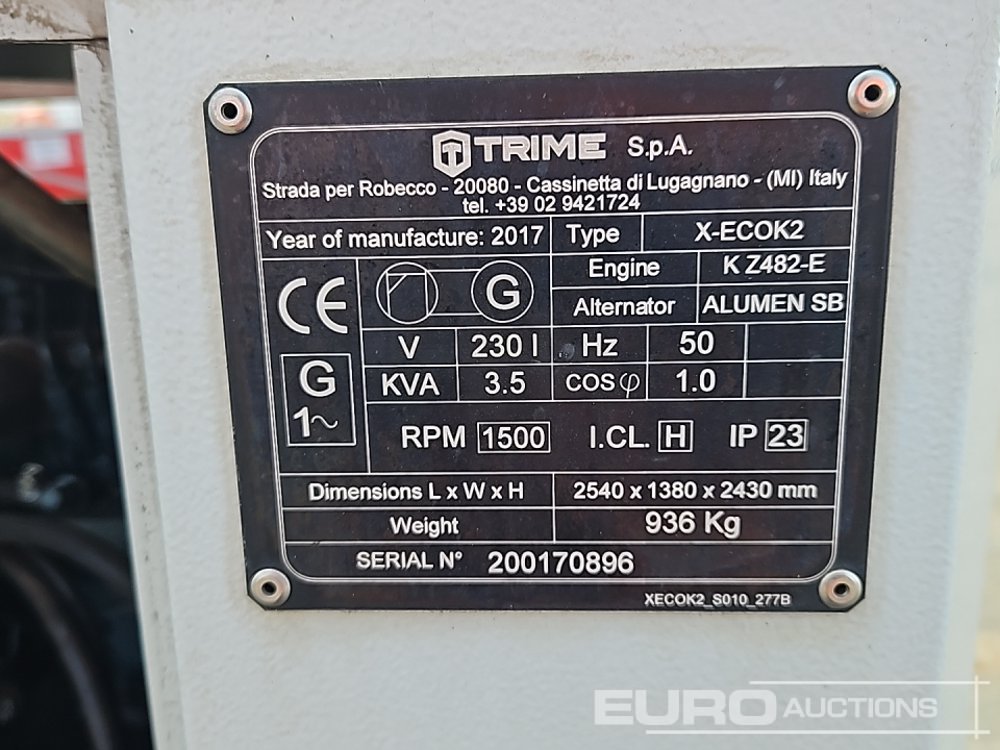 TRIME S.p.A.
Strada per Robecco - 20080 - Cassinetta di Lugagnano - (MI) Italy
tel. +39 02 9421724
Year of manufacture: 2017 Type X-ECOK2
CE G Engine K Z482-E
Alternator ALUMEN SB
V 230 I Hz 50
G KVA 3.5 COS φ 1.0
1~ RPM 1500 I.CL. H IP 23
Dimensions L x W x H 2540 x 1380 x 2430 mm
Weight 936 Kg
SERIAL N° 200170896
XECOK2_S010_277B
EURO AUCTIONS